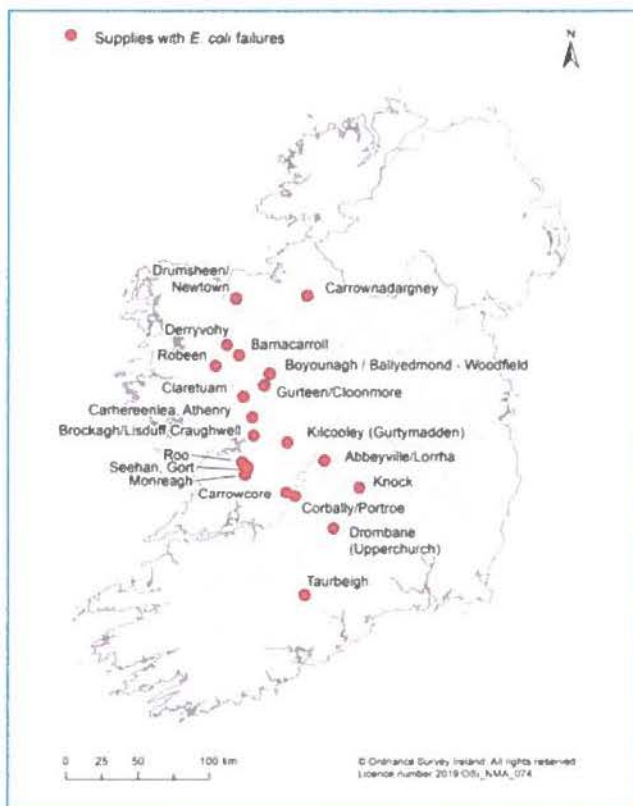 Supplies with E. coli failures
N
Drumsheen/
Newtown
Carrownadargney
Derryvohy
Barnacarroll
Robeen
Boyounagh / Ballyedmond - Woodfield
Gurteen/Cloonmore
Claretuam
Carhereenlea, Athenry
Brockagh/Lisduff, Craughwell
Kilcooley (Gurtymadden)
Roo
Abbeyville/Lorrha
Seehan, Gort
Monreagh
Knock
Carrowcore
Corbally/Portroe
Drombane
(Upperchurch)
Taurbeigh
0 25 50 100 km
© Ordnance Survey Ireland. All rights reserved
Licence number 2019 OSi_NMA_074